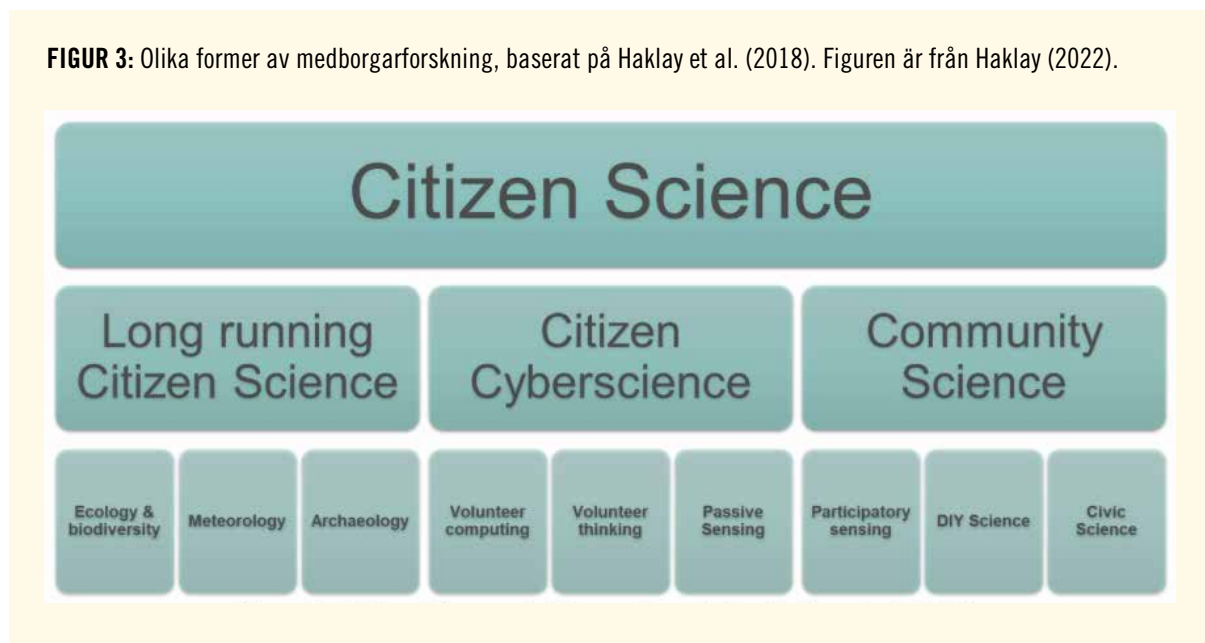 FIGUR 3: Olika former av medborgarforskning, baserat på Haklay et al. (2018). Figuren är från Haklay (2022).
Citizen Science
Long running
Citizen Science
Citizen
Cyberscience
Community
Science
Ecology &
biodiversity
Meteorology
Archaeology
Volunteer
computing
Volunteer
thinking
Passive
Sensing
Participatory
sensing
DIY Science
Civic
Science